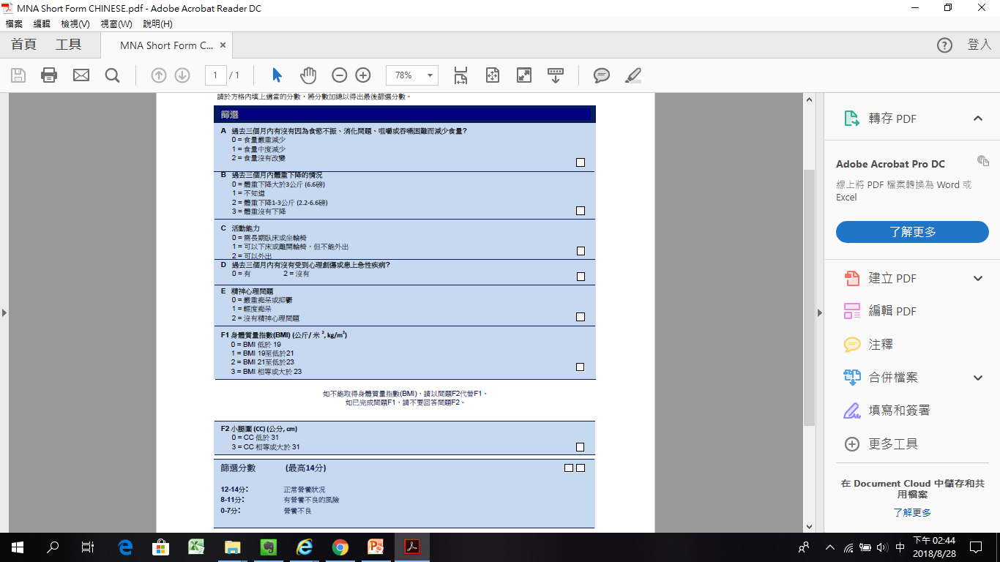 MNA Short Form CHINESE.pdf - Adobe Acrobat Reader DC
檔案 編輯 檢視(V) 視窗(W) 說明(H)
首頁 工具 MNA Short Form C... × 登入
1 / 1 78%
請於方格內填上適當的分數，將分數加總以得出最後篩選分數。
篩選
A 過去三個月內有沒有因為食慾不振、消化問題、咀嚼或吞嚥困難而減少食量?
0 = 食量嚴重減少
1 = 食量中度減少
2 = 食量沒有改變
B 過去三個月內體重下降的情況
0 = 體重下降大於3公斤 (6.6磅)
1 = 不知道
2 = 體重下降1-3公斤 (2.2-6.6磅)
3 = 體重沒有下降
C 活動能力
0 = 需長期臥床或坐輪椅
1 = 可以下床或離開輪椅，但不能外出
2 = 可以外出
D 過去三個月內有沒有受到心理創傷或患上急性疾病?
0 = 有 2 = 沒有
E 精神心理問題
0 = 嚴重痴呆或抑鬱
1 = 輕度痴呆
2 = 沒有精神心理問題
F1 身體質量指數(BMI) (公斤/ 米 ², kg/m²)
0 = BMI 低於 19
1 = BMI 19至低於21
2 = BMI 21至低於23
3 = BMI 相等或大於 23
如不能取得身體質量指數(BMI)，請以問題F2代替F1。
如已完成問題F1，請不要回答問題F2。
F2 小腿圍 (CC) (公分, cm)
0 = CC 低於 31
3 = CC 相等或大於 31
篩選分數 (最高14分)
12-14分: 正常營養狀況
8-11分: 有營養不良的風險
0-7分: 營養不良
轉存 PDF
Adobe Acrobat Pro DC
線上將 PDF 檔案轉換為 Word 或
Excel
了解更多
建立 PDF
編輯 PDF
注釋
合併檔案
填寫和簽署
更多工具
在 Document Cloud 中儲存和共
用檔案
了解更多
中
下午 02:44
2018/8/28